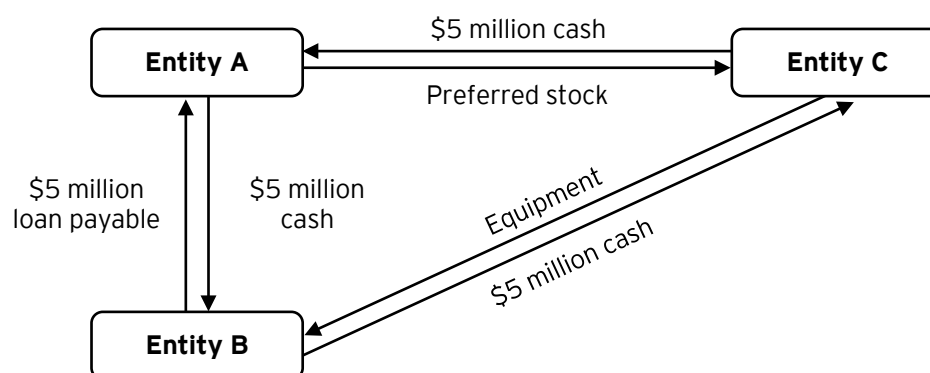 $5 million cash
Entity A
Entity C
Preferred stock
$5 million
loan payable
$5 million
cash
Equipment
$5 million cash
Entity B